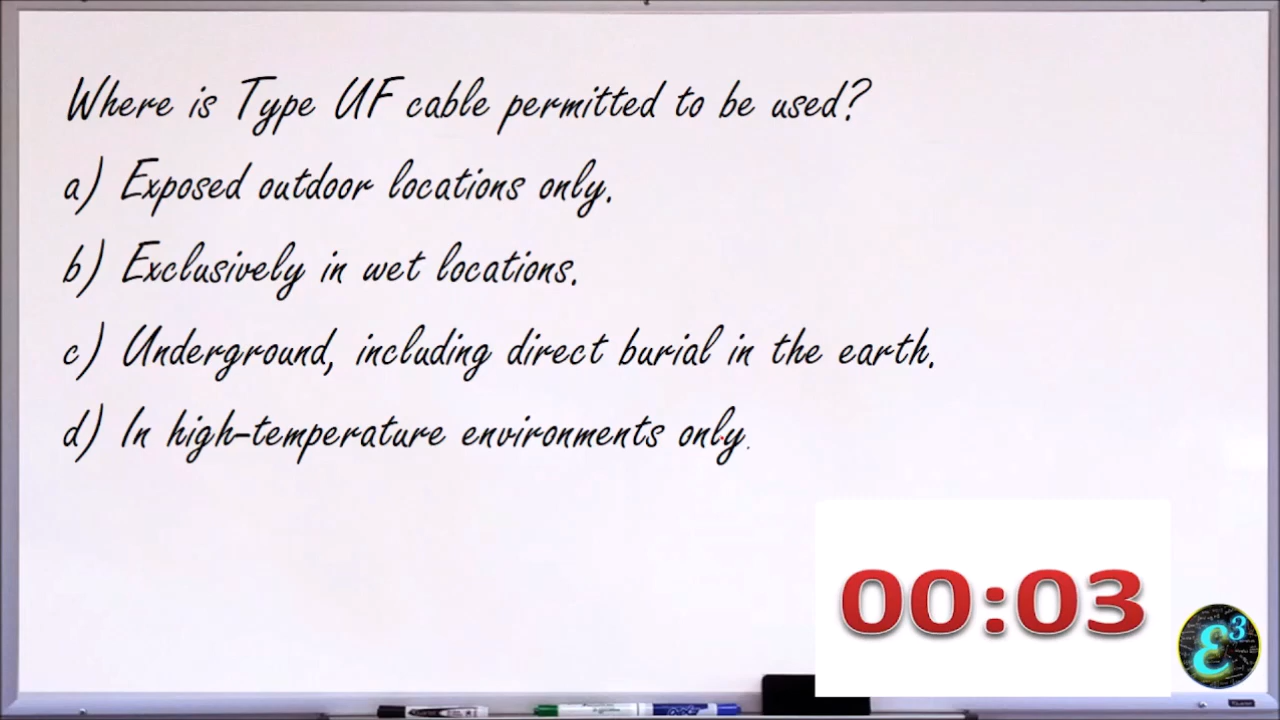 Where is Type UF cable permitted to be used?
a) Exposed outdoor locations only.
b) Exclusively in wet locations.
c) Underground, including direct burial in the earth.
d) In high-temperature environments only.
00:03
ε3